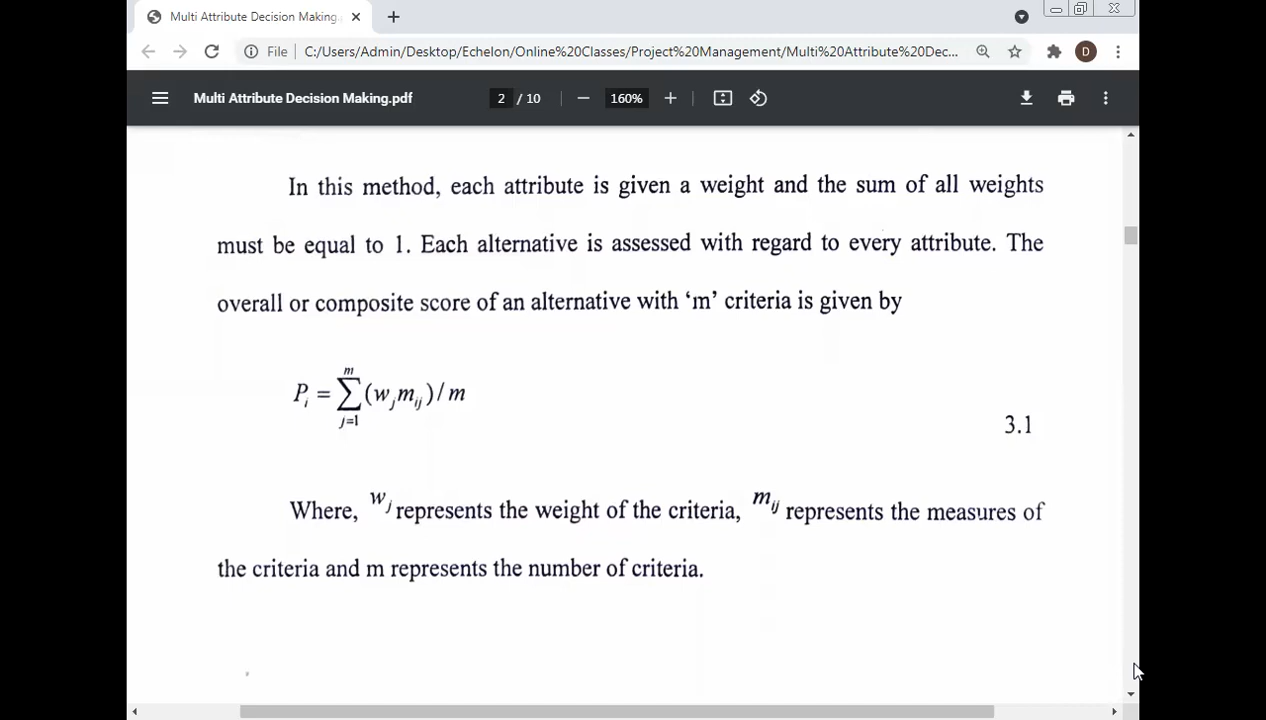 Multi Attribute Decision Making.
File C:/Users/Admin/Desktop/Echelon/Online%20Classes/Project%20Management/Multi%20Attribute%20Dec...
D
Multi Attribute Decision Making.pdf 2 / 10 160%
In this method, each attribute is given a weight and the sum of all weights
must be equal to 1. Each alternative is assessed with regard to every attribute. The
overall or composite score of an alternative with ‘m’ criteria is given by
P_i = ∑_{j=1}^{m} (w_j m_{ij}) / m
3.1
Where, w_j represents the weight of the criteria, m_{ij} represents the measures of
the criteria and m represents the number of criteria.